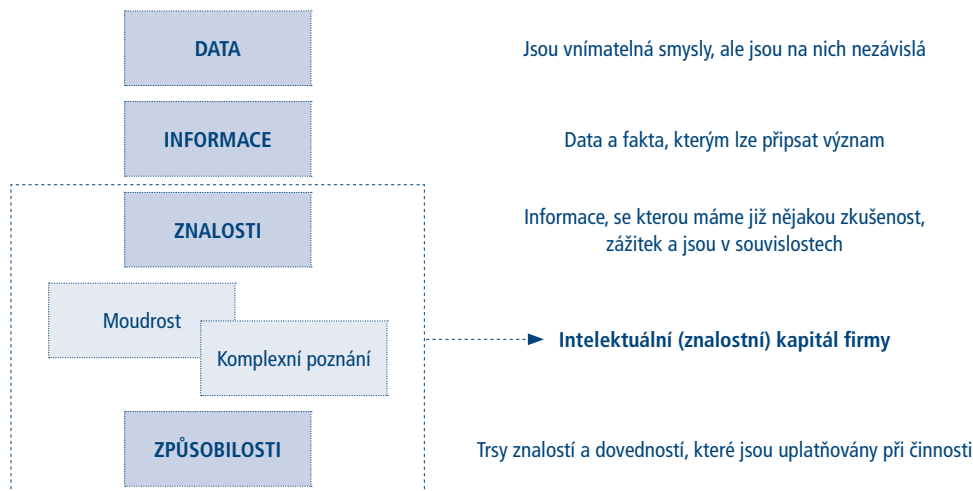 DATA
Jsou vnímatelná smysly, ale jsou na nich nezávislá
INFORMACE
Data a fakta, kterým lze připsat význam
ZNALOSTI
Informace, se kterou máme již nějakou zkušenost,
zážitek a jsou v souvislostech
Moudrost
Komplexní poznání
Intelektuální (znalostní) kapitál firmy
ZPŮSOBILOSTI
Trsy znalostí a dovedností, které jsou uplatňovány při činnosti